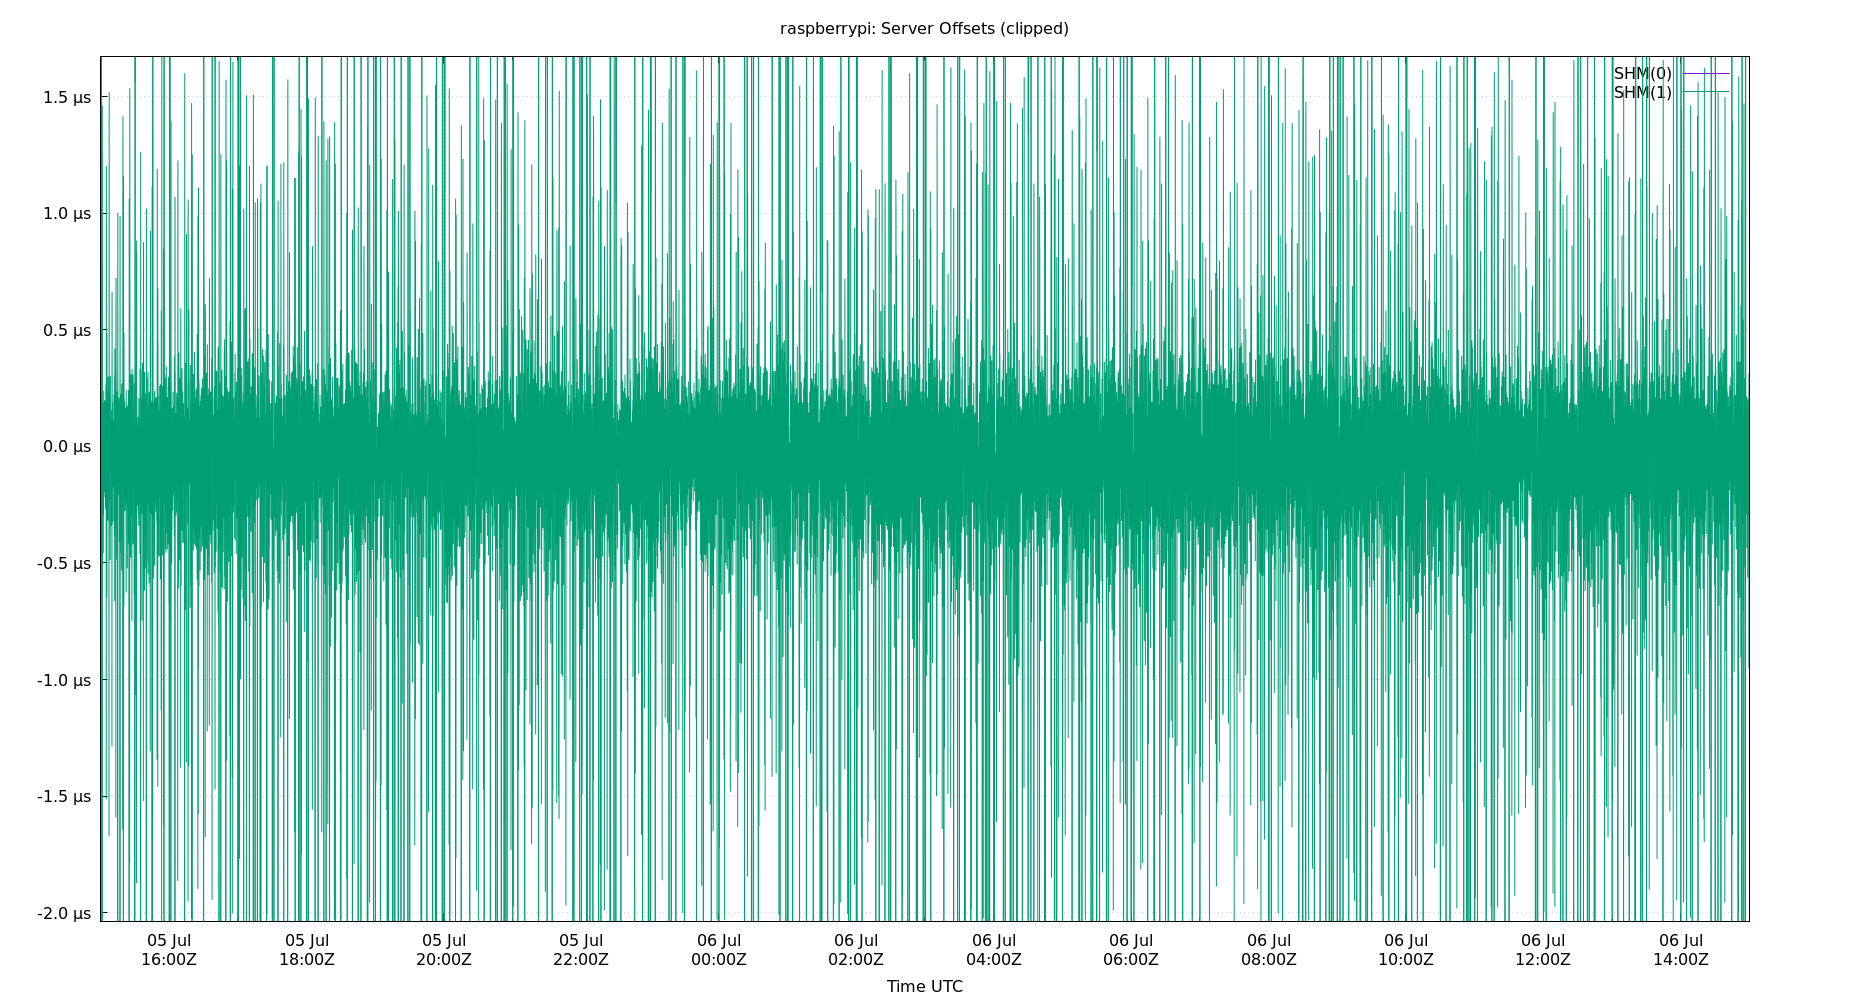 raspberrypi: Server Offsets (clipped)
SHM(0)
SHM(1)
1.5 µs
1.0 µs
0.5 µs
0.0 µs
-0.5 µs
-1.0 µs
-1.5 µs
-2.0 µs
05 Jul 05 Jul 05 Jul 05 Jul 06 Jul 06 Jul 06 Jul 06 Jul 06 Jul 06 Jul 06 Jul 06 Jul
16:00Z 18:00Z 20:00Z 22:00Z 00:00Z 02:00Z 04:00Z 06:00Z 08:00Z 10:00Z 12:00Z 14:00Z
Time UTC